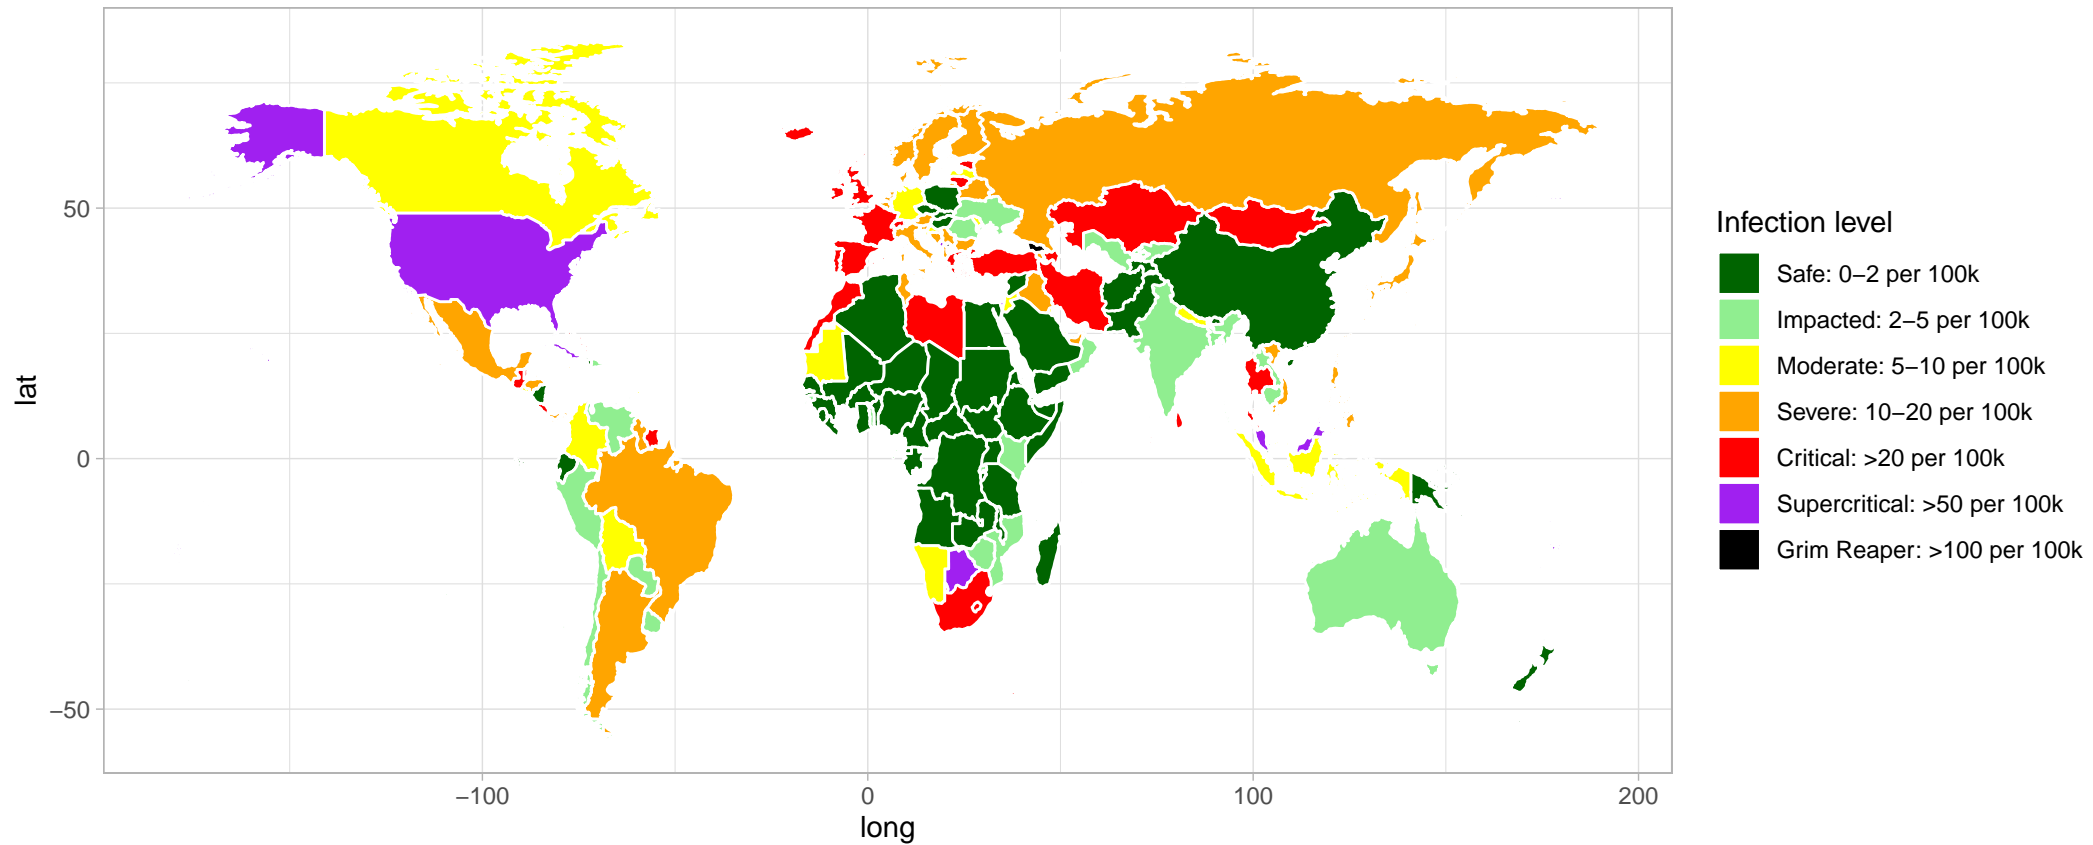 Infection level
Safe: 0–2 per 100k
Impacted: 2–5 per 100k
Moderate: 5–10 per 100k
Severe: 10–20 per 100k
Critical: >20 per 100k
Supercritical: >50 per 100k
Grim Reaper: >100 per 100k
lat
50
0
−50
−100
0
100
200
long